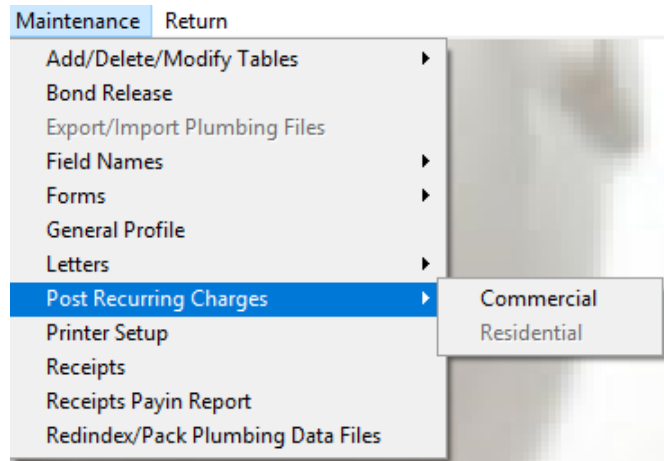 Maintenance Return
Add/Delete/Modify Tables
Bond Release
Export/Import Plumbing Files
Field Names
Forms
General Profile
Letters
Post Recurring Charges
Commercial
Printer Setup
Residential
Receipts
Receipts Payin Report
Redindex/Pack Plumbing Data Files